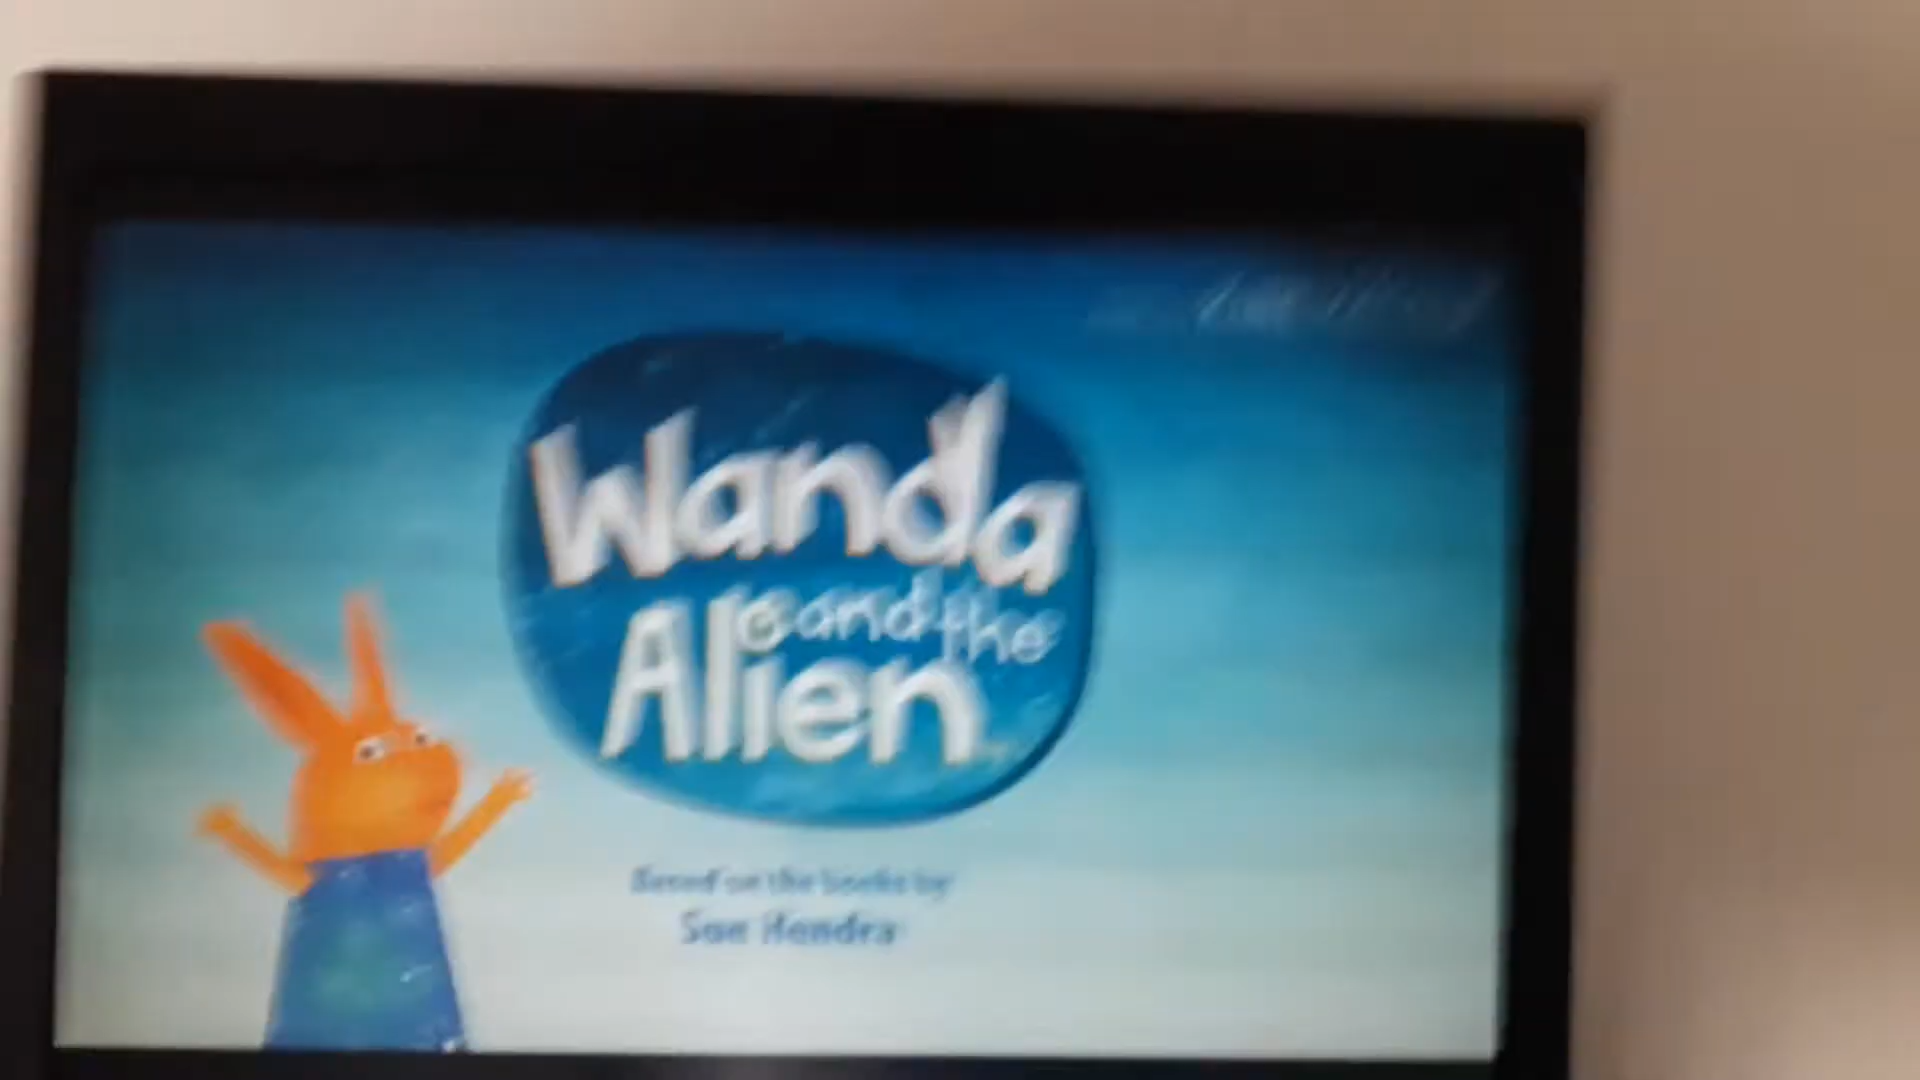 Wanda
and the
Alien
Based on the books by
Sue Hendra